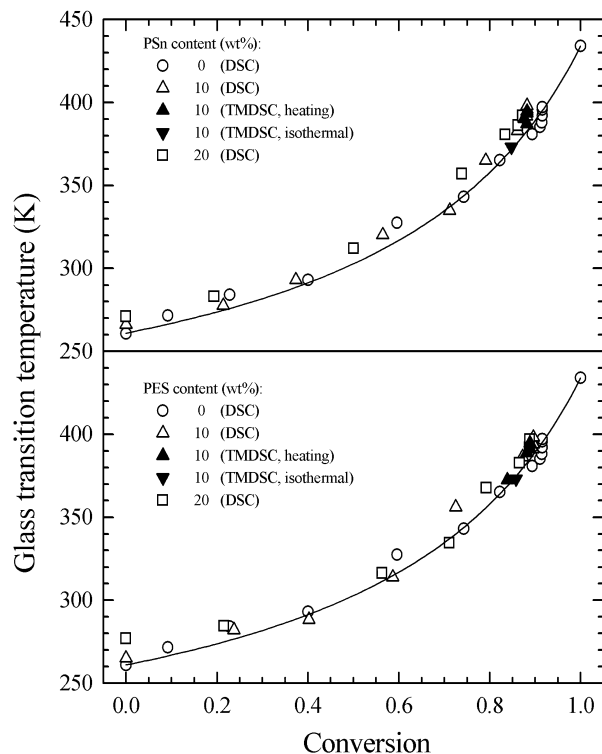 450
400
350
300
250
PSn content (wt%):
0 (DSC)
10 (DSC)
10 (TMDSC, heating)
10 (TMDSC, isothermal)
20 (DSC)
Glass transition temperature (K)
400
350
300
250
PES content (wt%):
0 (DSC)
10 (DSC)
10 (TMDSC, heating)
10 (TMDSC, isothermal)
20 (DSC)
0.0 0.2 0.4 0.6 0.8 1.0
Conversion